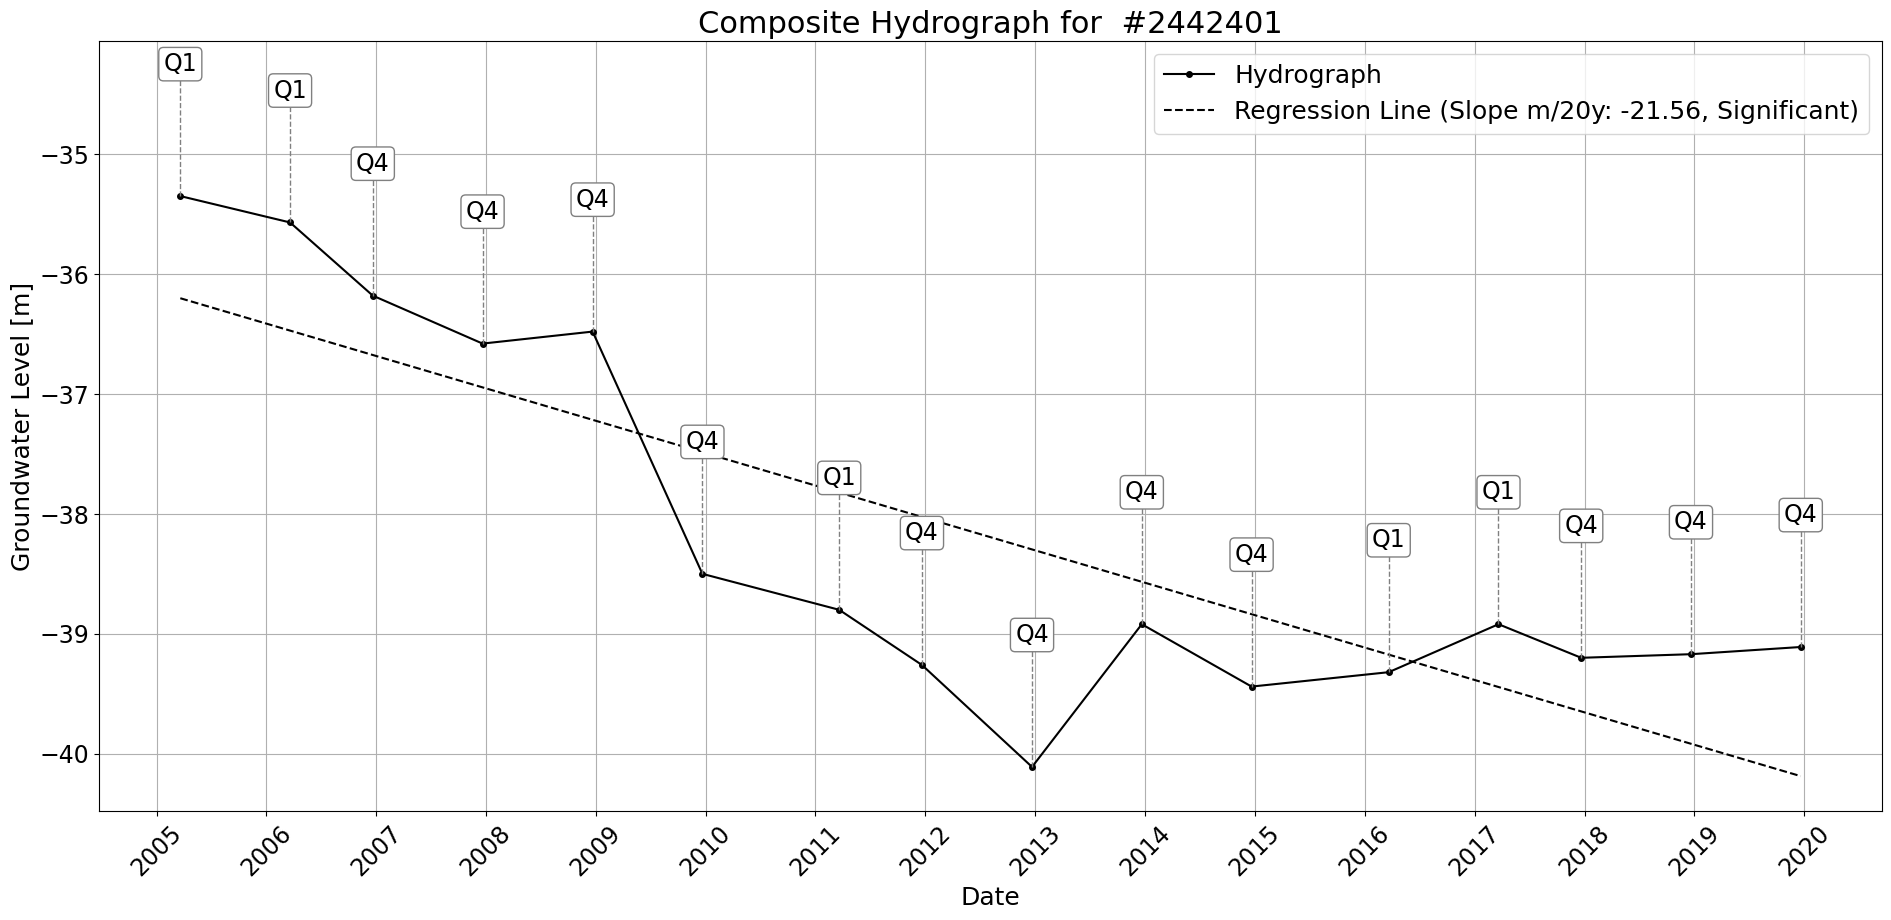 Composite Hydrograph for  #2442401
Hydrograph
Regression Line (Slope m/20y: -21.56, Significant)
Q1
Q1
Q4
Q4
Q4
Q4
Q1
Q4
Q4
Q4
Q4
Q1
Q1
Q4
Q4
Q4
Groundwater Level [m]
−35
−36
−37
−38
−39
−40
2005
2006
2007
2008
2009
2010
2011
2012
2013
2014
2015
2016
2017
2018
2019
2020
Date